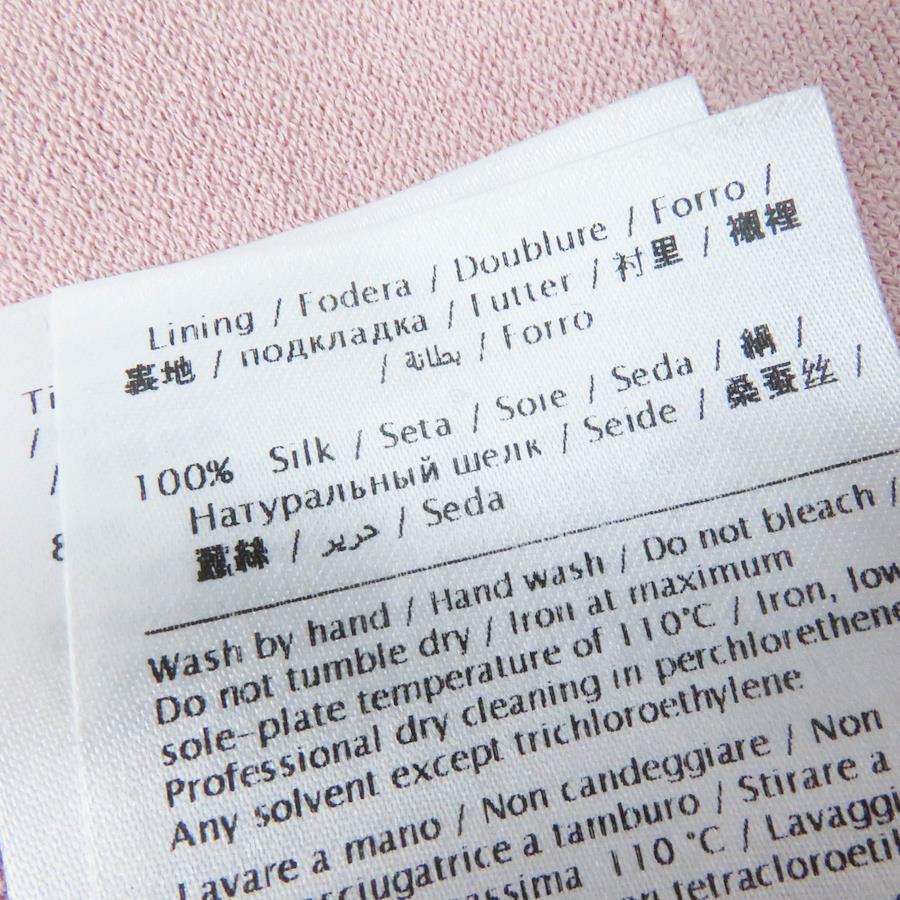 Lining / Fodera / Doublure / Forro /
裏地 / подкладка / Futter / 衬里 / 襯裡
/ بطانة / Forro
100% Silk / Seta / Soie / Seda / 絹 /
Натуральный шелк / Seide / 桑蚕丝 /
蠶絲 / حرير / Seda
Wash by hand / Hand wash / Do not bleach /
Do not tumble dry / Iron at maximum
sole-plate temperature of 110°C / Iron, low
Professional dry cleaning in perchlorethene
Any solvent except trichloroethylene
Lavare a mano / Non candeggiare / Non
a tamburo / Stirare a
110 °C /
Ti
/
/
8